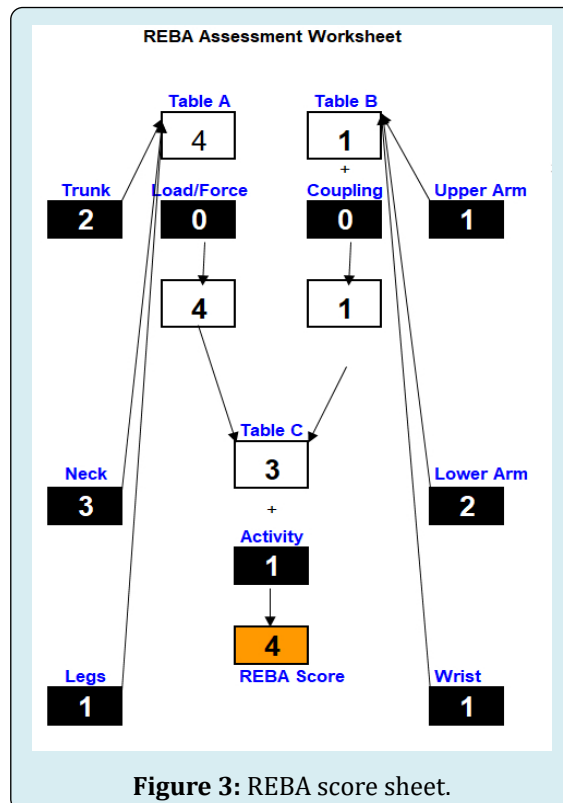 REBA Assessment Worksheet
Table A Table B
4 1
+
Trunk Load/Force Coupling Upper Arm
2 0 0 1
4 1
Table C
3
Neck Lower Arm
3 + 2
Activity
1
4
Legs REBA Score Wrist
1 1
Figure 3: REBA score sheet.